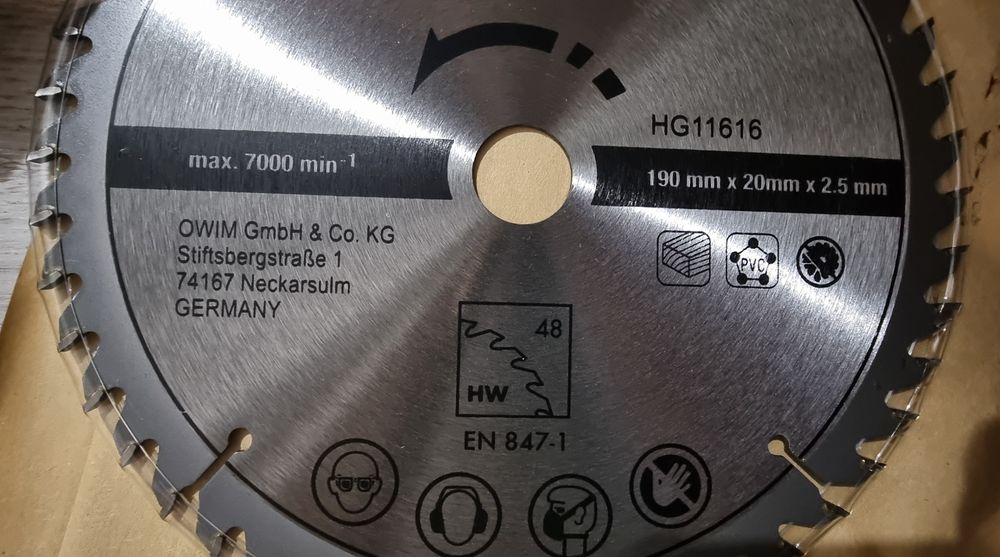 HG11616
max. 7000 min⁻¹
190 mm x 20mm x 2.5 mm
OWIM GmbH & Co. KG
Stiftsbergstraße 1
74167 Neckarsulm
GERMANY
PVC
48
HW
EN 847-1